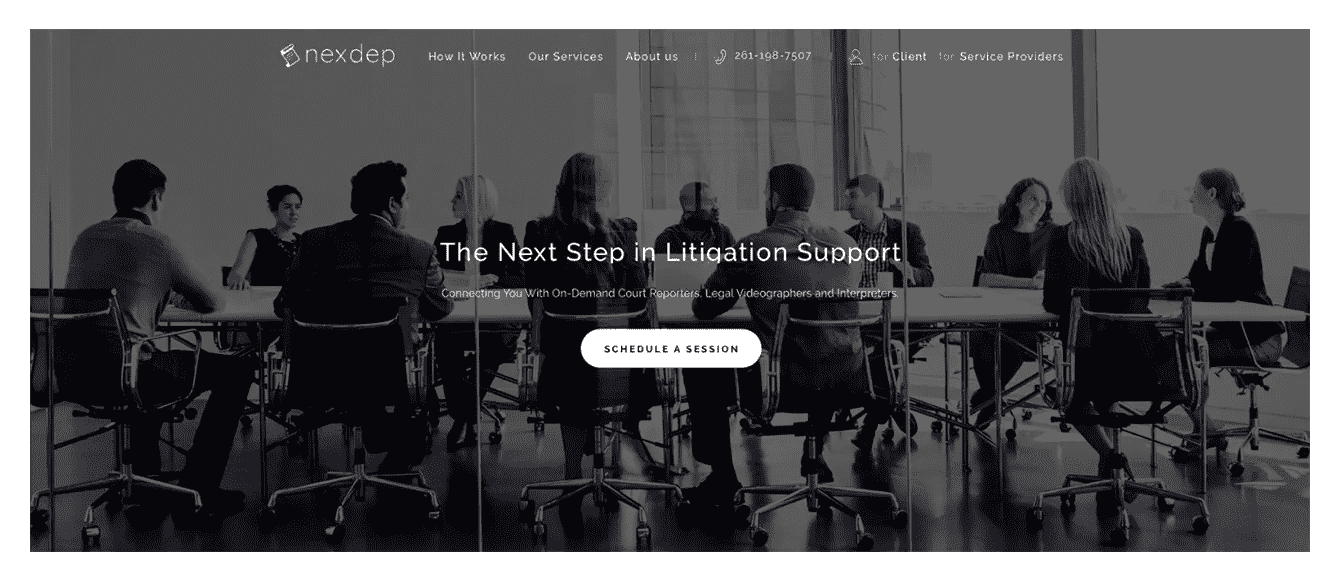 nexdep How It Works Our Services About us 261-198-7507 for Client for Service Providers
The Next Step in Litigation Support
Connecting You With On-Demand Court Reporters, Legal Videographers and Interpreters.
SCHEDULE A SESSION